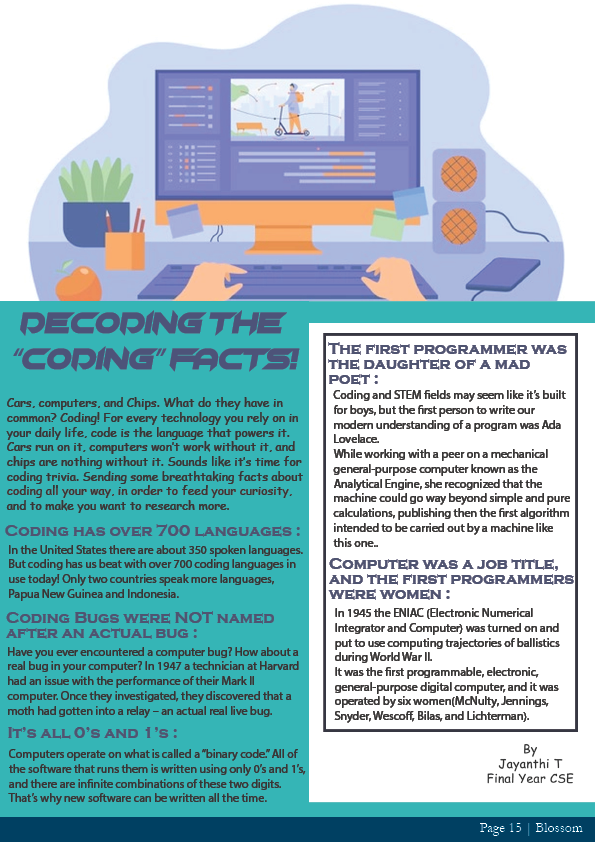 DECODING THE
"CODING" FACTS!
Cars, computers, and Chips. What do they have in
common? Coding! For every technology you rely on in
your daily life, code is the language that powers it.
Cars run on it, computers won't work without it, and
chips are nothing without it. Sounds like it's time for
coding trivia. Sending some breathtaking facts about
coding all your way, in order to feed your curiosity,
and to make you want to research more.
Coding has over 700 languages :
In the United States there are about 350 spoken languages.
But coding has us beat with over 700 coding languages in
use today! Only two countries speak more languages,
Papua New Guinea and Indonesia.
Coding Bugs were NOT named
after an actual bug :
Have you ever encountered a computer bug? How about a
real bug in your computer? In 1947 a technician at Harvard
had an issue with the performance of their Mark II
computer. Once they investigated, they discovered that a
moth had gotten into a relay – an actual real live bug.
It's all 0's and 1's :
Computers operate on what is called a "binary code." All of
the software that runs them is written using only 0's and 1's,
and there are infinite combinations of these two digits.
That's why new software can be written all the time.
The first programmer was
the daughter of a mad
poet :
Coding and STEM fields may seem like it's built
for boys, but the first person to write our
modern understanding of a program was Ada
Lovelace.
While working with a peer on a mechanical
general-purpose computer known as the
Analytical Engine, she recognized that the
machine could go way beyond simple and pure
calculations, publishing then the first algorithm
intended to be carried out by a machine like
this one..
Computer was a job title,
and the first programmers
were women :
In 1945 the ENIAC (Electronic Numerical
Integrator and Computer) was turned on and
put to use computing trajectories of ballistics
during World War II.
It was the first programmable, electronic,
general-purpose digital computer, and it was
operated by six women(McNulty, Jennings,
Snyder, Wescoff, Bilas, and Lichterman).
By
Jayanthi T
Final Year CSE
Page 15 | Blossom